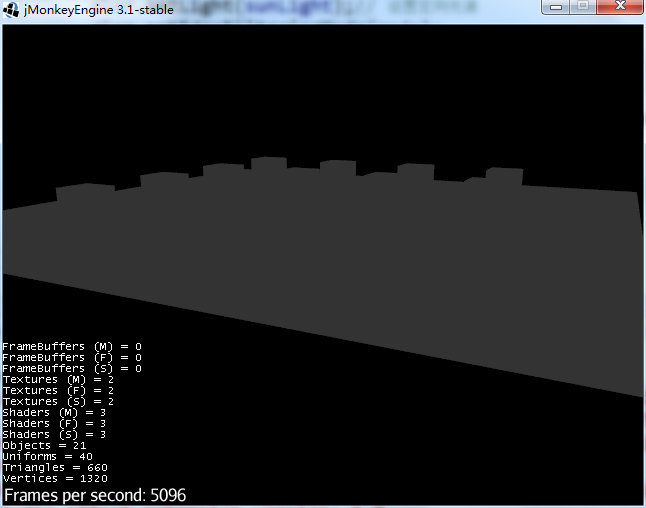 jMonkeyEngine 3.1-stable
FrameBuffers (M) = 0
FrameBuffers (F) = 0
FrameBuffers (S) = 0
Textures (M) = 2
Textures (F) = 2
Textures (S) = 2
Shaders (M) = 3
Shaders (F) = 3
Shaders (S) = 3
Objects = 21
Uniforms = 40
Triangles = 660
Vertices = 1320
Frames per second: 5096